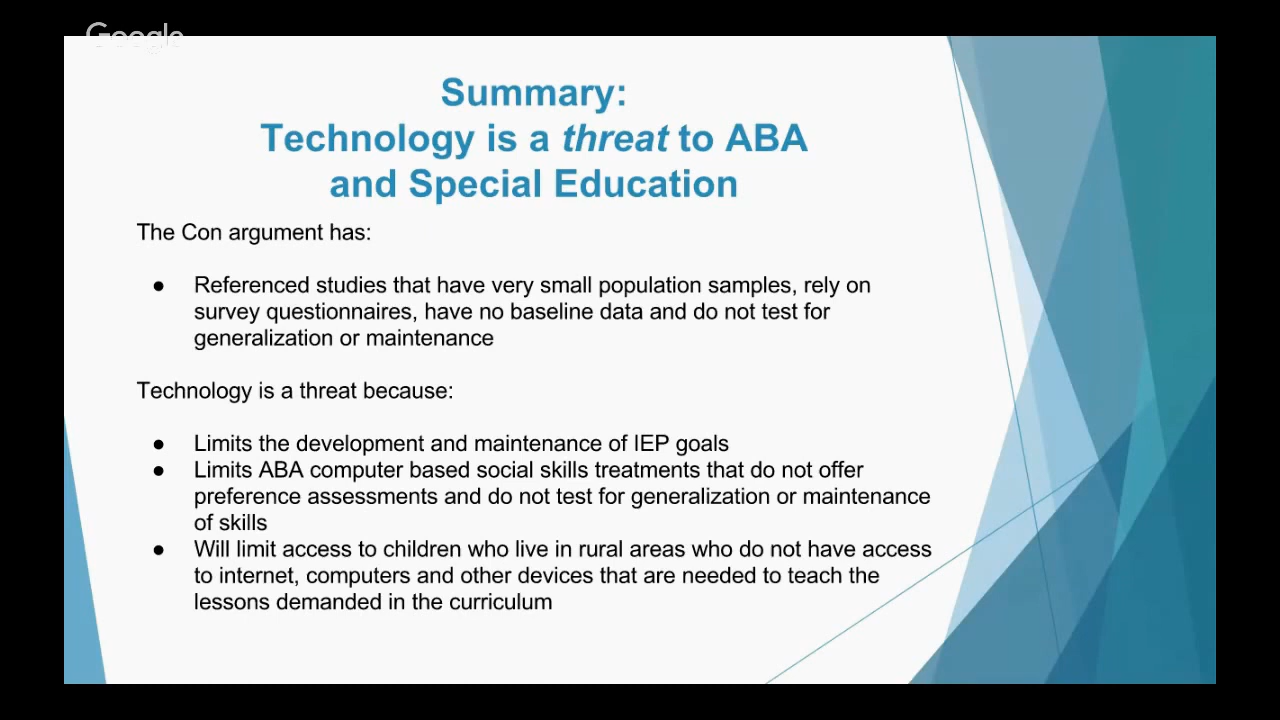 Google
Summary:
Technology is a threat to ABA
and Special Education
The Con argument has:
● Referenced studies that have very small population samples, rely on
survey questionnaires, have no baseline data and do not test for
generalization or maintenance
Technology is a threat because:
● Limits the development and maintenance of IEP goals
● Limits ABA computer based social skills treatments that do not offer
preference assessments and do not test for generalization or maintenance
of skills
● Will limit access to children who live in rural areas who do not have access
to internet, computers and other devices that are needed to teach the
lessons demanded in the curriculum